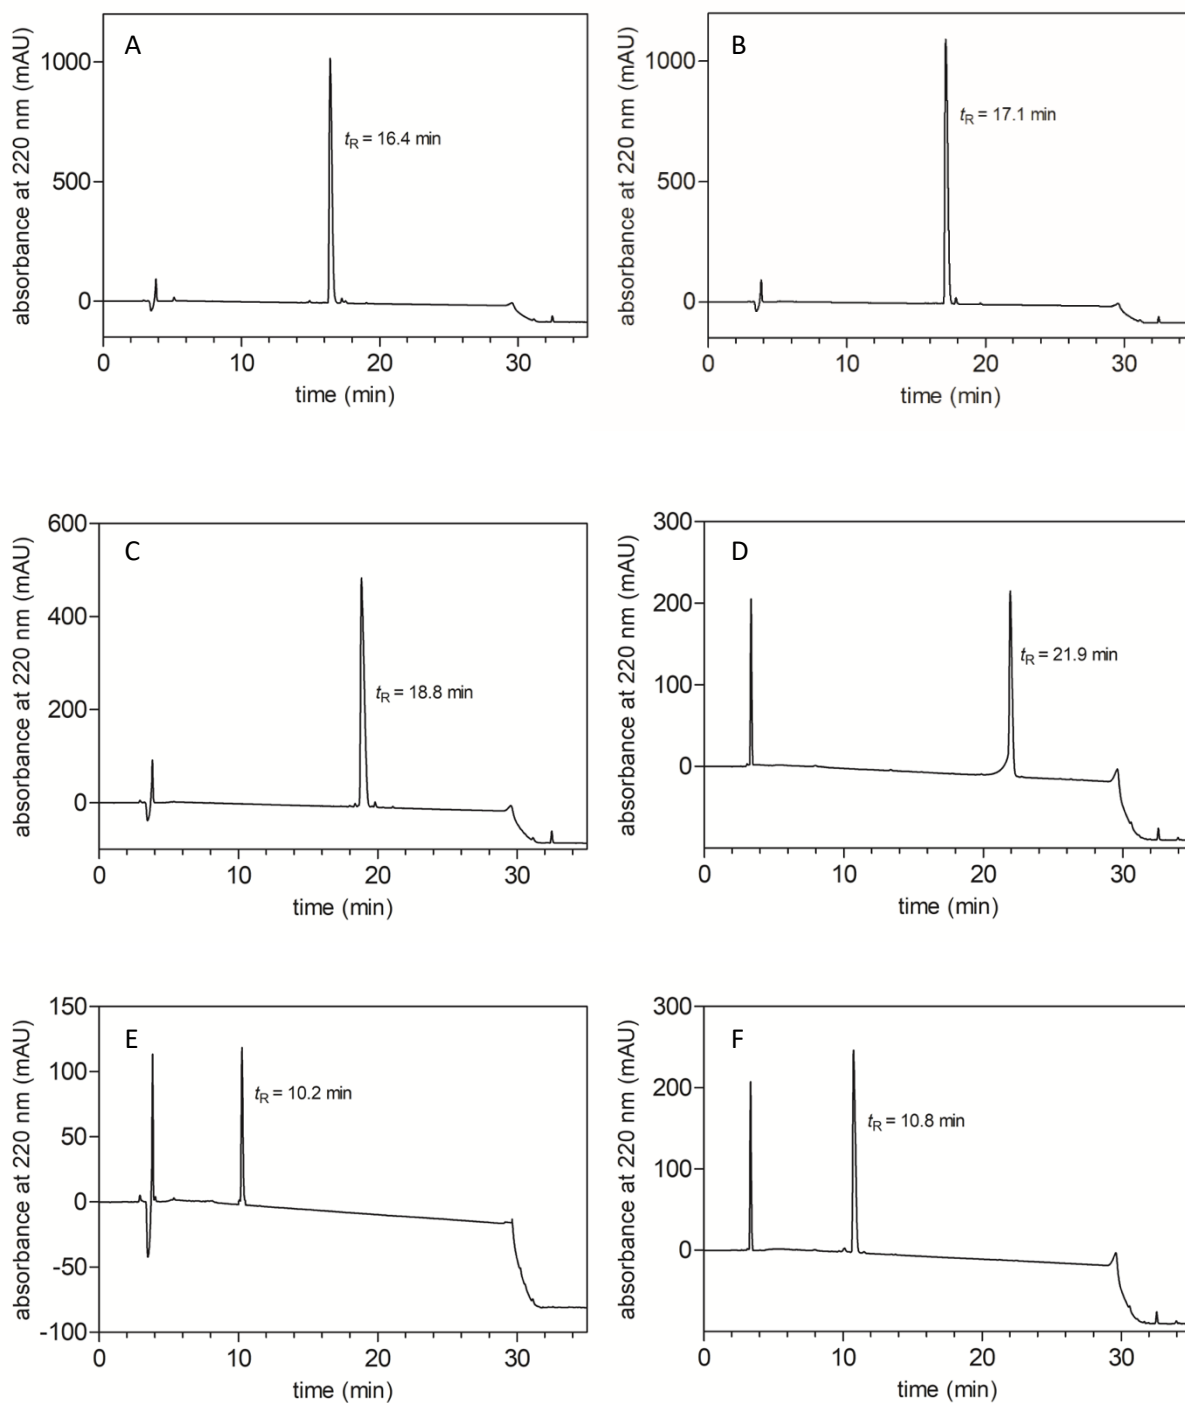 A
absorbance at 220 nm (mAU)
1000
500
0
tR = 16.4 min
0 10 20 30
time (min)
B
absorbance at 220 nm (mAU)
1000
500
0
tR = 17.1 min
0 10 20 30
time (min)
C
absorbance at 220 nm (mAU)
600
400
200
0
tR = 18.8 min
0 10 20 30
time (min)
D
absorbance at 220 nm (mAU)
300
200
100
0
tR = 21.9 min
0 10 20 30
time (min)
E
absorbance at 220 nm (mAU)
150
100
50
0
-50
-100
tR = 10.2 min
0 10 20 30
time (min)
F
absorbance at 220 nm (mAU)
300
200
100
0
tR = 10.8 min
0 10 20 30
time (min)